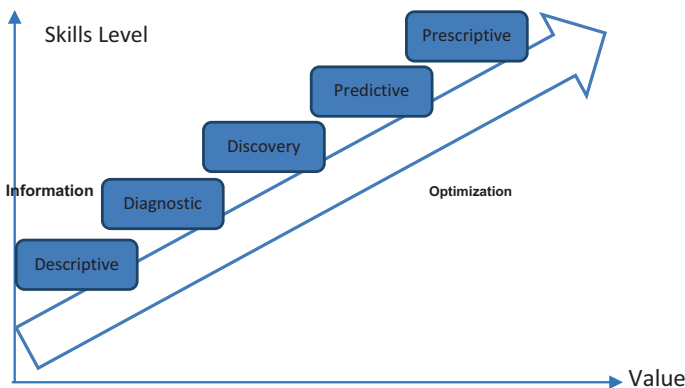 Skills Level
Prescriptive
Predictive
Discovery
Information
Diagnostic
Optimization
Descriptive
Value